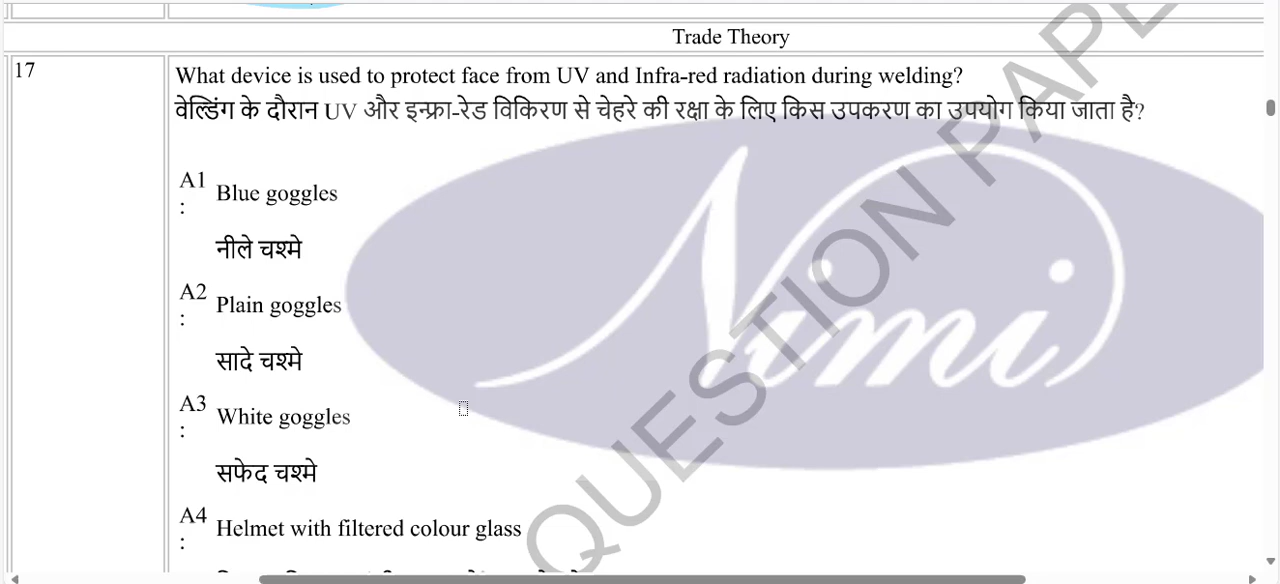 Trade Theory
17
What device is used to protect face from UV and Infra-red radiation during welding?
वेल्डिंग के दौरान UV और इन्फ्रा-रेड विकिरण से चेहरे की रक्षा के लिए किस उपकरण का उपयोग किया जाता है?
A1
:
Blue goggles
नीले चश्मे
A2
:
Plain goggles
सादे चश्मे
A3
:
White goggles
सफेद चश्मे
A4
:
Helmet with filtered colour glass
Nimi
QUESTION PAPE